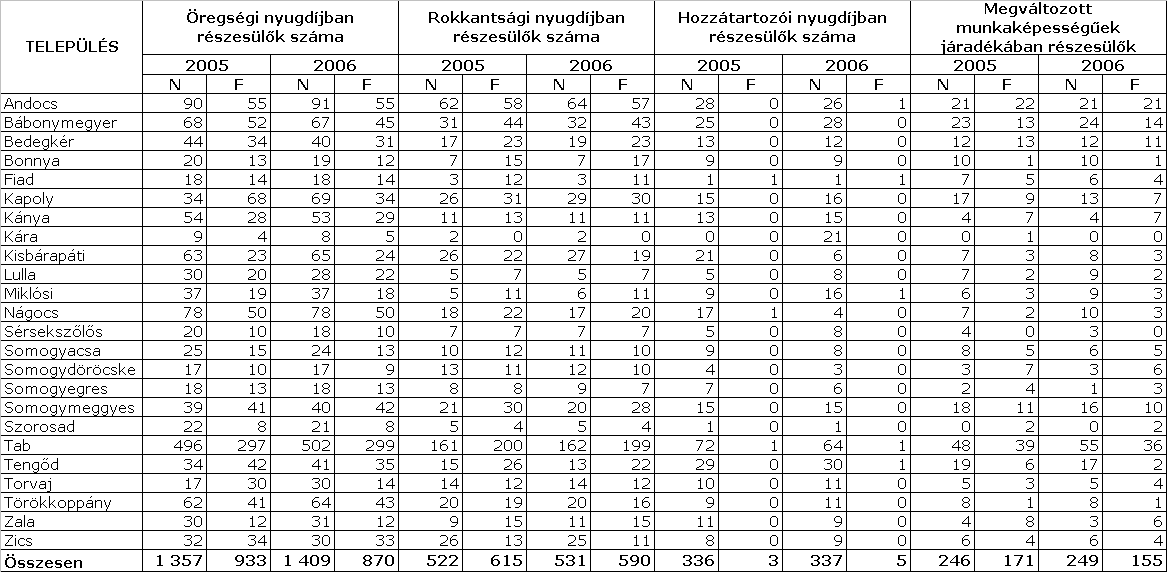 TELEPÜLÉS Öregségi nyugdíjban részesülők száma Rokkantsági nyugdíjban részesülők száma Hozzátartozói nyugdíjban részesülők száma Megváltozott munkaképességűek járadékában részesülők
2005 2006 2005 2006 2005 2006 2005 2006
N F N F N F N F N F N F N F N F
Andocs 90 55 91 55 62 58 64 57 28 0 26 1 21 22 21 21
Bábonymegyer 68 52 67 45 31 44 32 43 25 0 28 0 23 13 24 14
Bedegkér 44 34 40 31 17 23 19 23 13 0 12 0 12 13 12 11
Bonnya 20 13 19 12 7 15 7 17 9 0 9 0 10 1 10 1
Fiad 18 14 18 14 3 12 3 11 1 1 1 1 7 5 6 4
Kapoly 34 68 69 34 26 31 29 30 15 0 16 0 17 9 13 7
Kánya 54 28 53 29 11 13 11 11 13 0 15 0 4 7 4 7
Kára 9 4 8 5 2 0 2 0 0 0 21 0 0 1 0 0
Kisbárapáti 63 23 65 24 26 22 27 19 21 0 6 0 7 3 8 3
Lulla 30 20 28 22 5 7 5 7 5 0 8 0 7 2 9 2
Miklósi 37 19 37 18 5 11 6 11 9 0 16 1 6 3 9 3
Nágocs 78 50 78 50 18 22 17 20 17 1 4 0 7 2 10 3
Sérsekszőlős 20 10 18 10 7 7 7 7 5 0 8 0 4 0 3 0
Somogyacsa 25 15 24 13 10 12 11 10 9 0 8 0 8 5 6 5
Somogydöröcske 17 10 17 9 13 11 12 10 4 0 3 0 3 7 3 6
Somogyegres 18 13 18 13 8 8 9 7 7 0 6 0 2 4 1 3
Somogymeggyes 39 41 40 42 21 30 20 28 15 0 15 0 18 11 16 10
Szorosad 22 8 21 8 5 4 5 4 1 0 1 0 0 2 0 2
Tab 496 297 502 299 161 200 162 199 72 1 64 1 48 39 55 36
Tengőd 34 42 41 35 15 26 13 22 29 0 30 1 19 6 17 2
Torvaj 17 30 30 14 14 12 14 12 10 0 11 0 5 3 5 4
Törökkoppány 62 41 64 43 20 19 20 16 9 0 11 0 8 1 8 1
Zala 30 12 31 12 9 15 11 15 11 0 9 0 4 8 3 6
Zics 32 34 30 33 26 13 25 11 8 0 9 0 6 4 6 4
Összesen 1 357 933 1 409 870 522 615 531 590 336 3 337 5 246 171 249 155